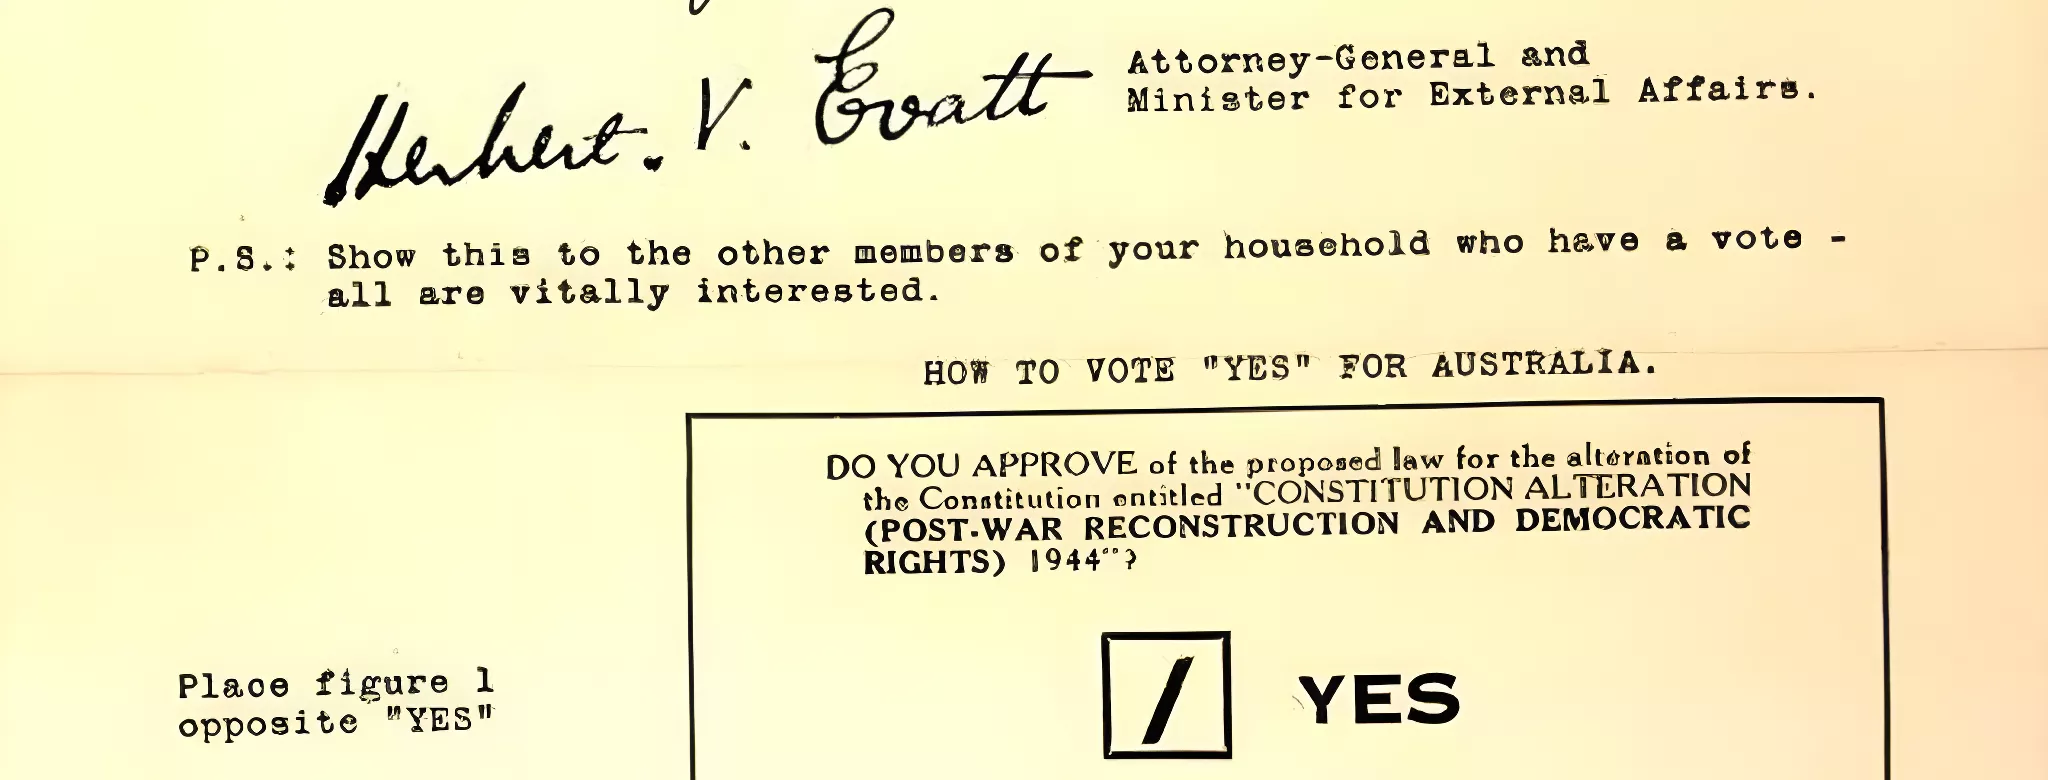 Herbert. V. Evatt
Attorney-General and
Minister for External Affairs.
P.S.: Show this to the other members of your household who have a vote -
all are vitally interested.
HOW TO VOTE "YES" FOR AUSTRALIA.
DO YOU APPROVE of the proposed law for the alteration of
the Constitution entitled "CONSTITUTION ALTERATION
(POST-WAR RECONSTRUCTION AND DEMOCRATIC
RIGHTS) 1944"?
Place figure 1
opposite "YES"
1 YES